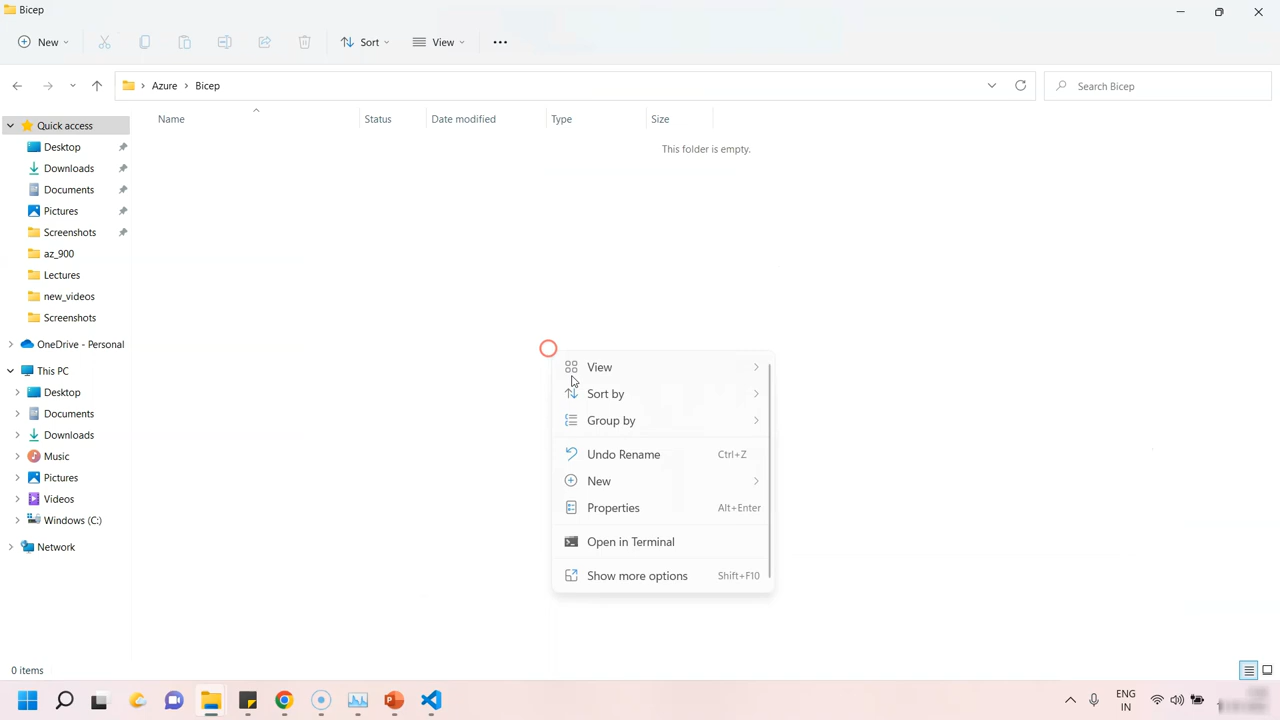 Bicep
New
Sort
View
Azure
Bicep
Search Bicep
Name
Status
Date modified
Type
Size
This folder is empty.
Quick access
Desktop
Downloads
Documents
Pictures
Screenshots
az_900
Lectures
new_videos
Screenshots
OneDrive - Personal
This PC
Desktop
Documents
Downloads
Music
Pictures
Videos
Windows (C:)
Network
View
Sort by
Group by
Undo Rename Ctrl+Z
New
Properties Alt+Enter
Open in Terminal
Show more options Shift+F10
0 items
ENG
IN